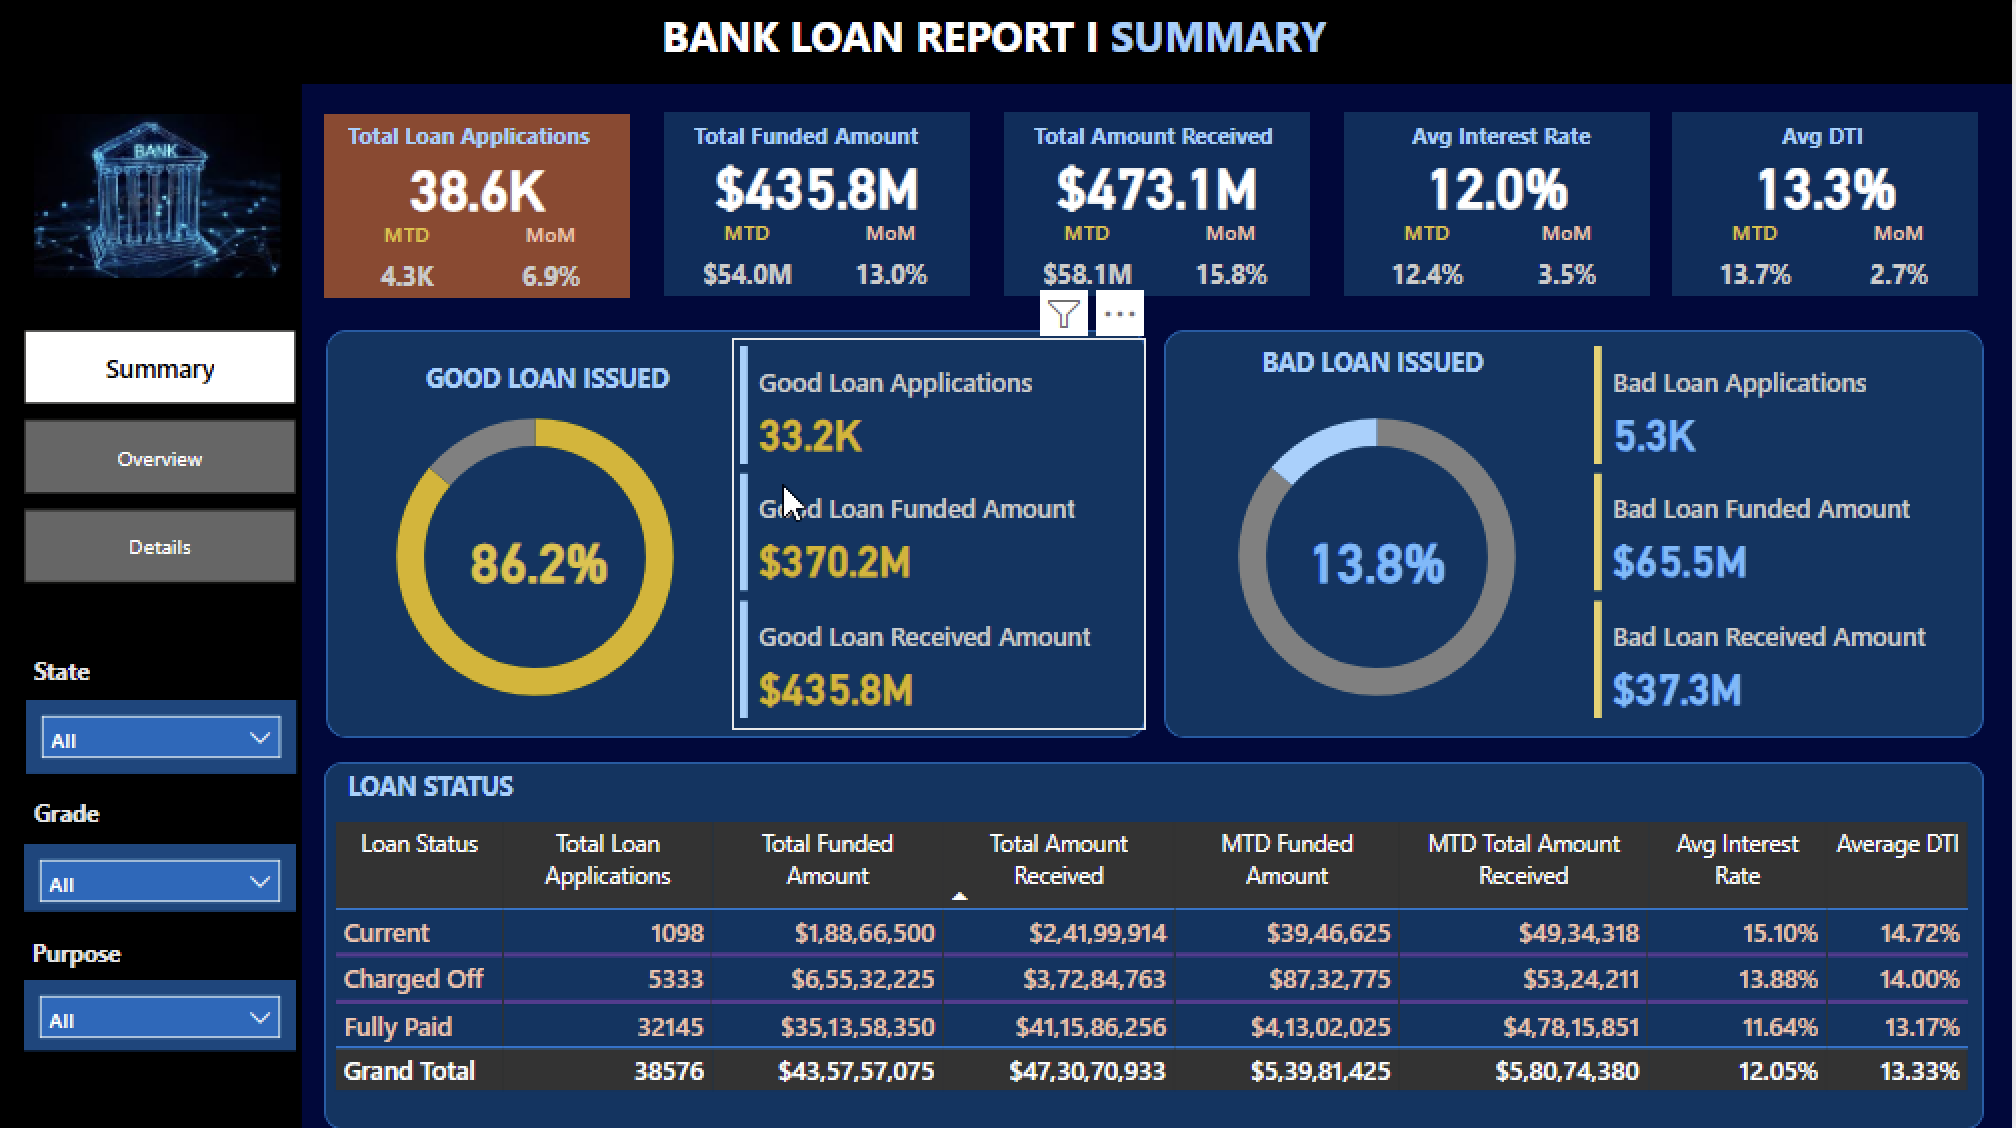 BANK LOAN REPORT I SUMMARY
BANK
Total Loan Applications
38.6K
MTD MoM
4.3K 6.9%
Total Funded Amount
$435.8M
MTD MoM
$54.0M 13.0%
Total Amount Received
$473.1M
MTD MoM
$58.1M 15.8%
Avg Interest Rate
12.0%
MTD MoM
12.4% 3.5%
Avg DTI
13.3%
MTD MoM
13.7% 2.7%
Summary
Overview
Details
State
All
Grade
All
Purpose
All
GOOD LOAN ISSUED
86.2%
Good Loan Applications
33.2K
Good Loan Funded Amount
$370.2M
Good Loan Received Amount
$435.8M
BAD LOAN ISSUED
13.8%
Bad Loan Applications
5.3K
Bad Loan Funded Amount
$65.5M
Bad Loan Received Amount
$37.3M
LOAN STATUS
Loan Status Total Loan Total Funded Total Amount MTD Funded MTD Total Amount Avg Interest Average DTI
Applications Amount Received Amount Received Rate
Current 1098 $1,88,66,500 $2,41,99,914 $39,46,625 $49,34,318 15.10% 14.72%
Charged Off 5333 $6,55,32,225 $3,72,84,763 $87,32,775 $53,24,211 13.88% 14.00%
Fully Paid 32145 $35,13,58,350 $41,15,86,256 $4,13,02,025 $4,78,15,851 11.64% 13.17%
Grand Total 38576 $43,57,57,075 $47,30,70,933 $5,39,81,425 $5,80,74,380 12.05% 13.33%